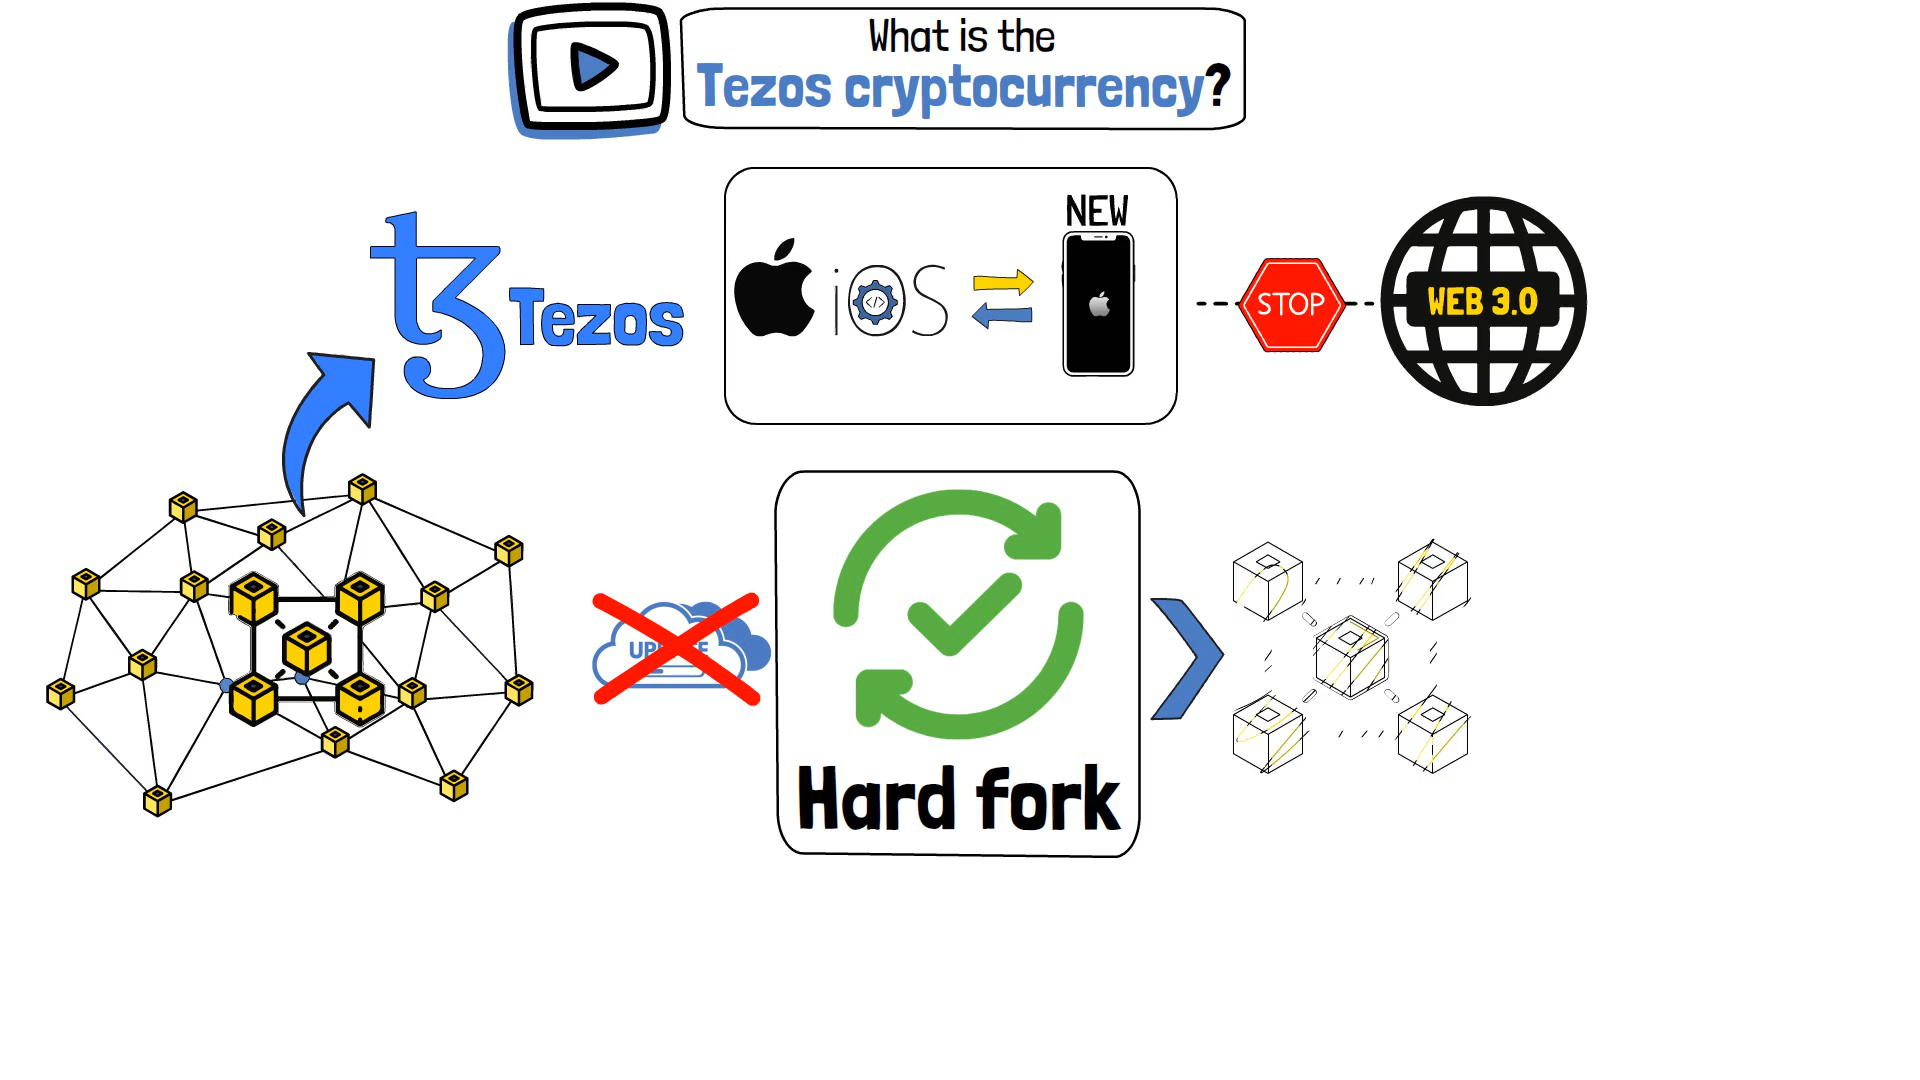 What is the
Tezos cryptocurrency?
Tezos
iOS
NEW
STOP
WEB 3.0
Hard fork